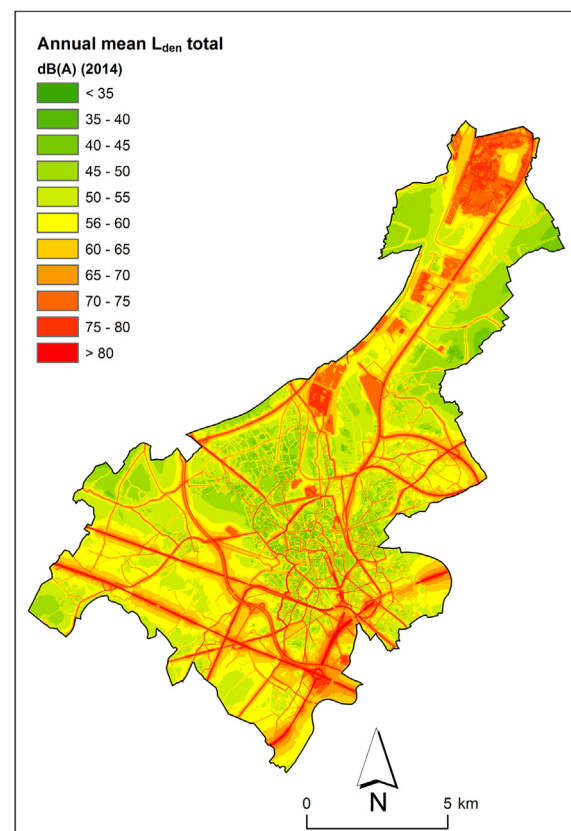 Annual mean Lden total
dB(A) (2014)
< 35
35 - 40
40 - 45
45 - 50
50 - 55
56 - 60
60 - 65
65 - 70
70 - 75
75 - 80
> 80
N
0 5 km